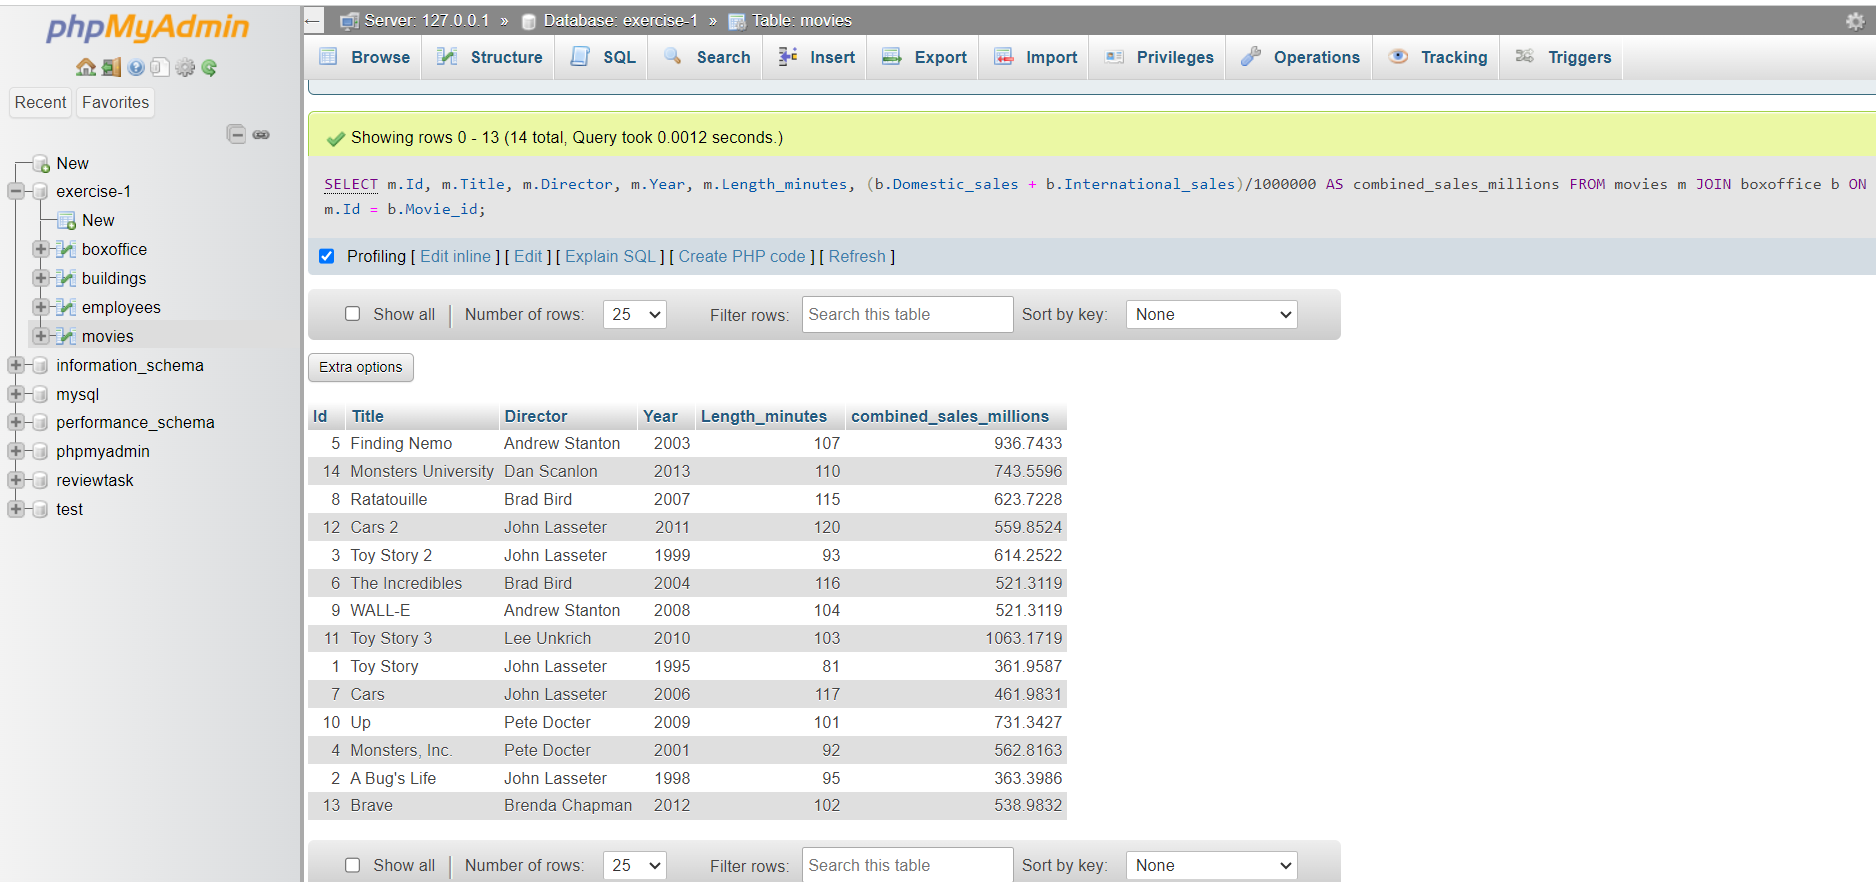 phpMyAdmin
Recent Favorites
New
exercise-1
New
boxoffice
buildings
employees
movies
information_schema
mysql
performance_schema
phpmyadmin
reviewtask
test
Server: 127.0.0.1 » Database: exercise-1 » Table: movies
Browse Structure SQL Search Insert Export Import Privileges Operations Tracking Triggers
Showing rows 0 - 13 (14 total, Query took 0.0012 seconds.)
SELECT m.Id, m.Title, m.Director, m.Year, m.Length_minutes, (b.Domestic_sales + b.International_sales)/1000000 AS combined_sales_millions FROM movies m JOIN boxoffice b ON
m.Id = b.Movie_id;
Profiling [ Edit inline ] [ Edit ] [ Explain SQL ] [ Create PHP code ] [ Refresh ]
Show all Number of rows: 25 Filter rows: Search this table Sort by key: None
Extra options
Id Title Director Year Length_minutes combined_sales_millions
5 Finding Nemo Andrew Stanton 2003 107 936.7433
14 Monsters University Dan Scanlon 2013 110 743.5596
8 Ratatouille Brad Bird 2007 115 623.7228
12 Cars 2 John Lasseter 2011 120 559.8524
3 Toy Story 2 John Lasseter 1999 93 614.2522
6 The Incredibles Brad Bird 2004 116 521.3119
9 WALL-E Andrew Stanton 2008 104 521.3119
11 Toy Story 3 Lee Unkrich 2010 103 1063.1719
1 Toy Story John Lasseter 1995 81 361.9587
7 Cars John Lasseter 2006 117 461.9831
10 Up Pete Docter 2009 101 731.3427
4 Monsters, Inc. Pete Docter 2001 92 562.8163
2 A Bug's Life John Lasseter 1998 95 363.3986
13 Brave Brenda Chapman 2012 102 538.9832
Show all Number of rows: 25 Filter rows: Search this table Sort by key: None